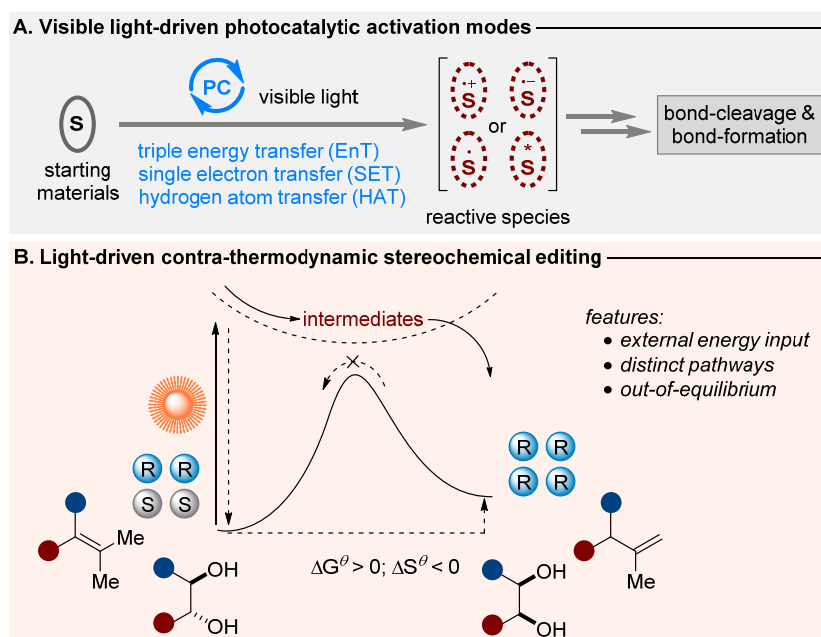 A. Visible light-driven photocatalytic activation modes
PC
visible light
S
starting
materials
triple energy transfer (EnT)
single electron transfer (SET)
hydrogen atom transfer (HAT)
•+
S
•−
S
or
•
S
*
S
reactive species
bond-cleavage &
bond-formation
B. Light-driven contra-thermodynamic stereochemical editing
intermediates
features:
• external energy input
• distinct pathways
• out-of-equilibrium
×
R R
S S
R R
R R
Me
Me
OH
OH
ΔG^θ > 0; ΔS^θ < 0
OH
OH
Me